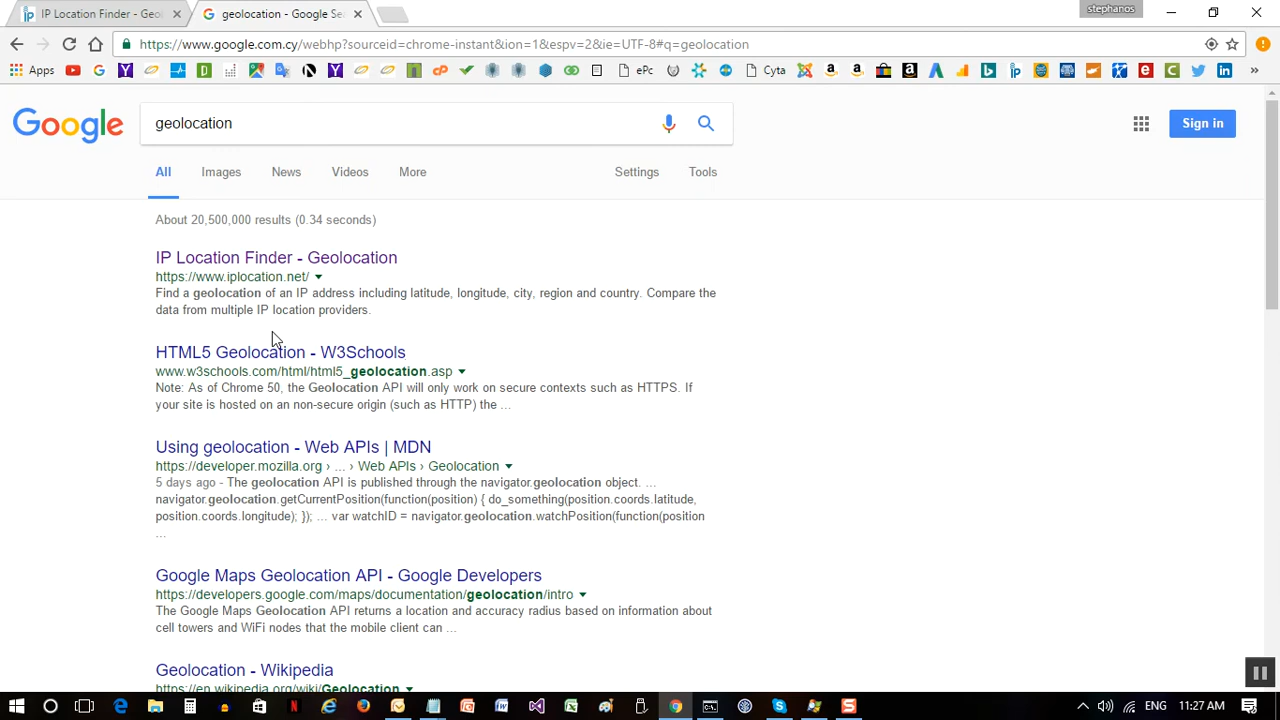 stephanos
IP Location Finder - Geo
geolocation - Google Sea
https://www.google.com.cy/webhp?sourceid=chrome-instant&ion=1&espv=2&ie=UTF-8#q=geolocation
Apps ePc Cyta
Google
geolocation
Sign in
All Images News Videos More Settings Tools
About 20,500,000 results (0.34 seconds)
IP Location Finder - Geolocation
https://www.iplocation.net/
Find a geolocation of an IP address including latitude, longitude, city, region and country. Compare the
data from multiple IP location providers.
HTML5 Geolocation - W3Schools
www.w3schools.com/html/html5_geolocation.asp
Note: As of Chrome 50, the Geolocation API will only work on secure contexts such as HTTPS. If
your site is hosted on an non-secure origin (such as HTTP) the ...
Using geolocation - Web APIs | MDN
https://developer.mozilla.org › ... › Web APIs › Geolocation
5 days ago - The geolocation API is published through the navigator.geolocation object. ...
navigator.geolocation.getCurrentPosition(function(position) { do_something(position.coords.latitude,
position.coords.longitude); }); ... var watchID = navigator.geolocation.watchPosition(function(position
...
Google Maps Geolocation API - Google Developers
https://developers.google.com/maps/documentation/geolocation/intro
The Google Maps Geolocation API returns a location and accuracy radius based on information about
cell towers and WiFi nodes that the mobile client can ...
Geolocation - Wikipedia
https://en.wikipedia.org/wiki/Geolocation
ENG 11:27 AM